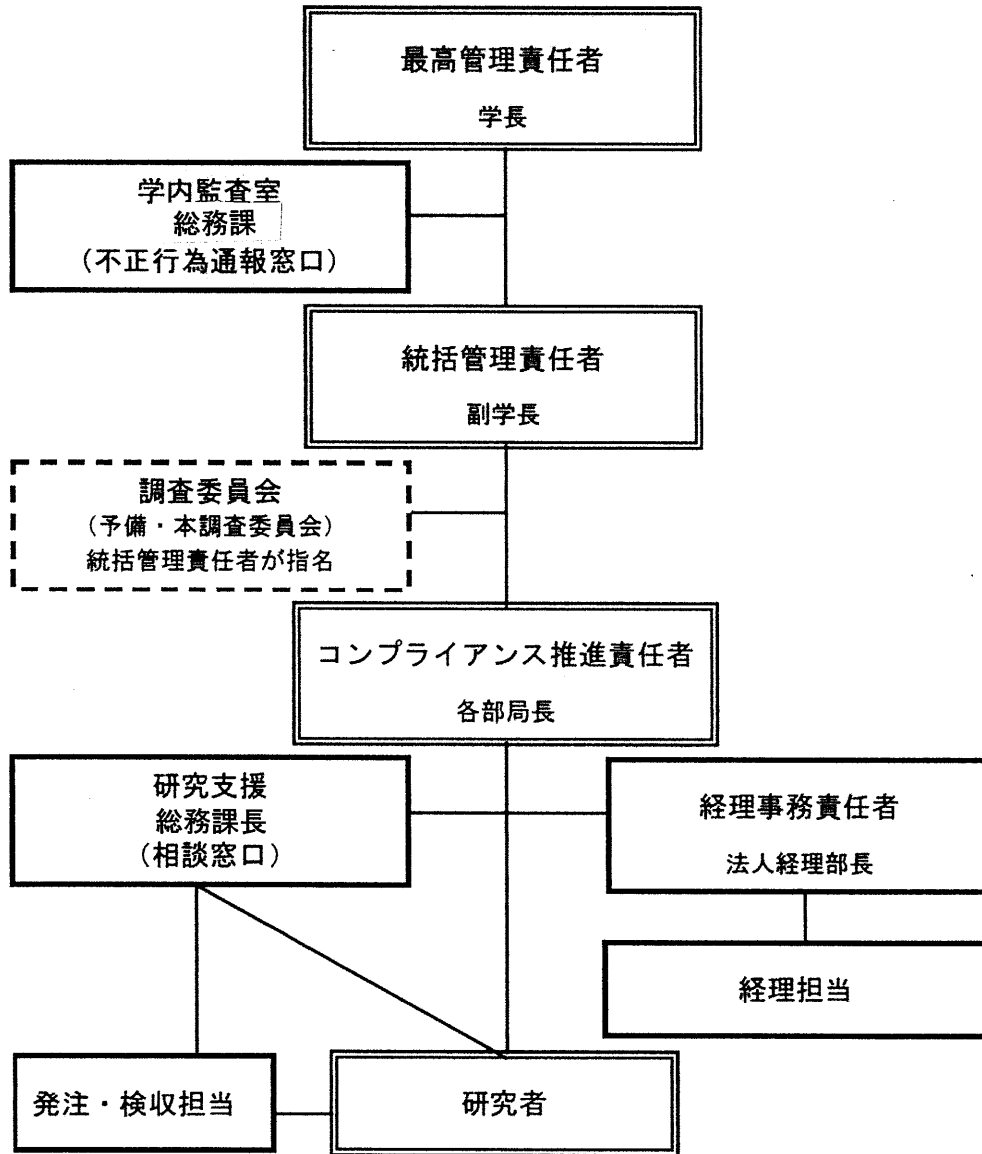 最高管理責任者
学長
学内監査室
総務課
（不正行為通報窓口）
統括管理責任者
副学長
調査委員会
（予備・本調査委員会）
統括管理責任者が指名
コンプライアンス推進責任者
各部局長
研究支援
総務課長
（相談窓口）
経理事務責任者
法人経理部長
経理担当
発注・検収担当
研究者